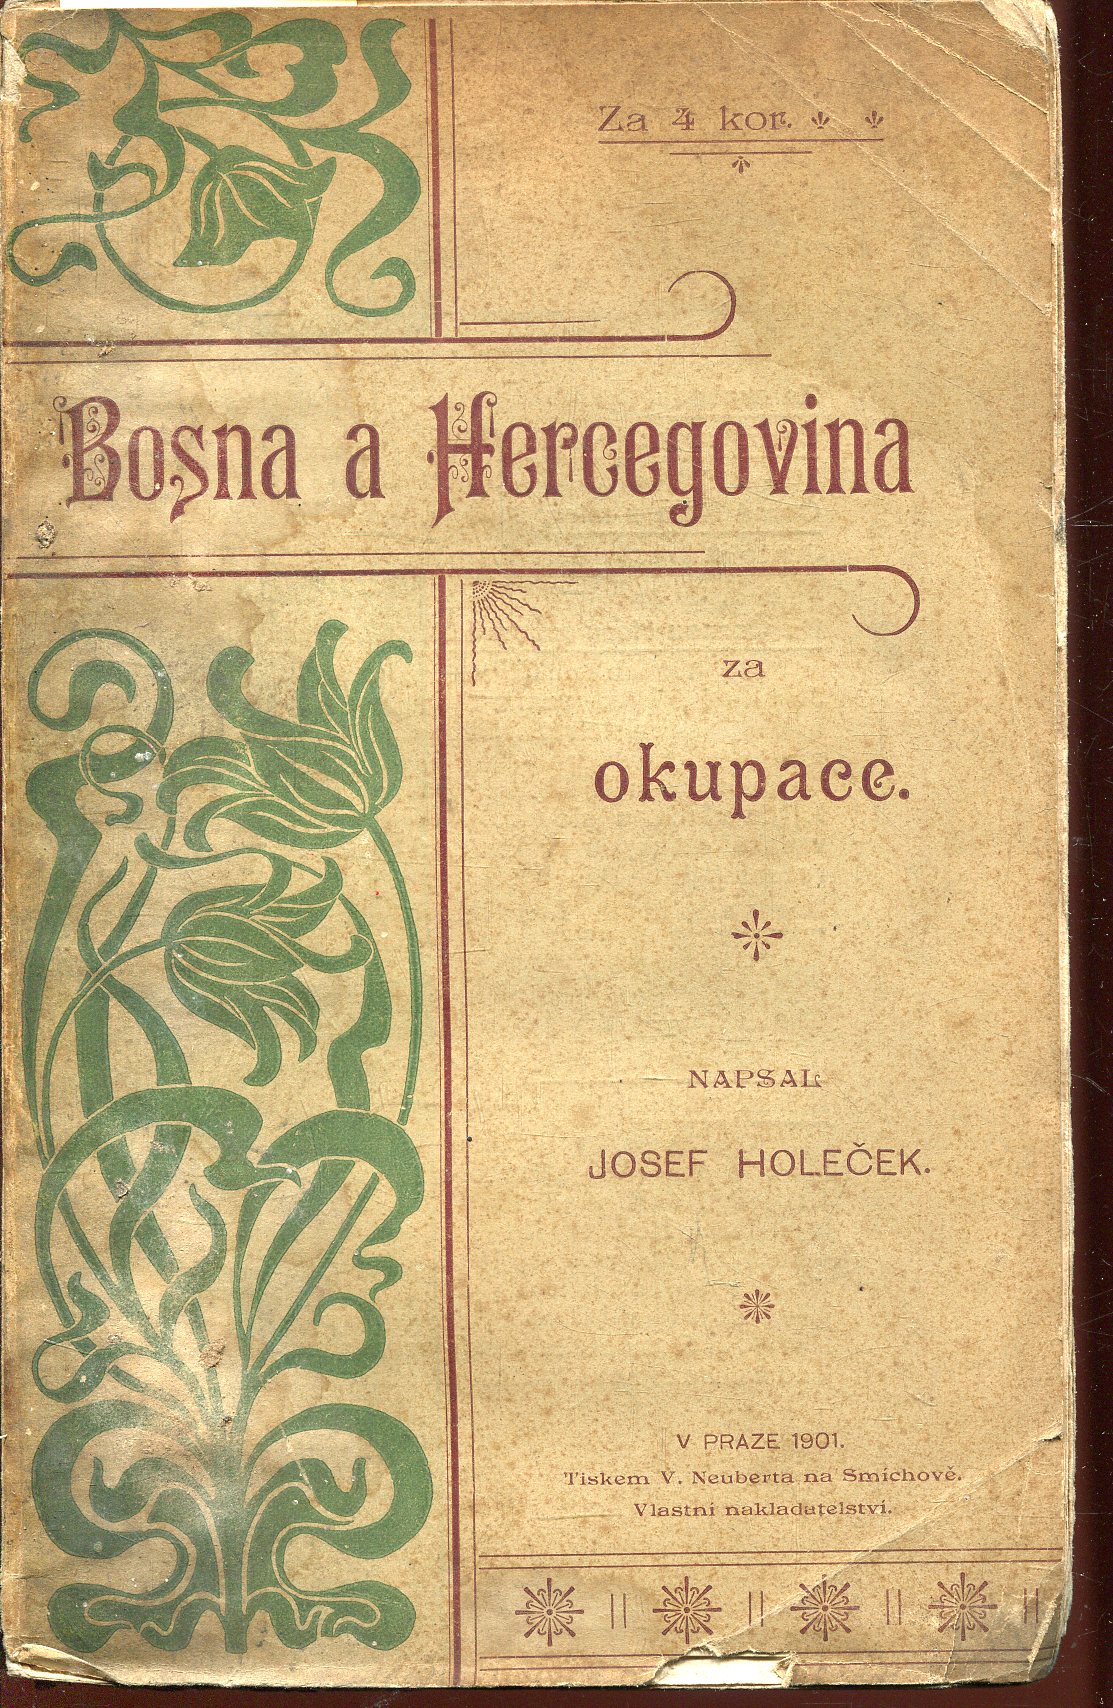 Za 4 kor.
Bosna a Hercegovina
za
okupace.
NAPSAL
JOSEF HOLEČEK.
V PRAZE 1901.
Tiskem V. Neuberta na Smíchově.
Vlastní nakladatelství.